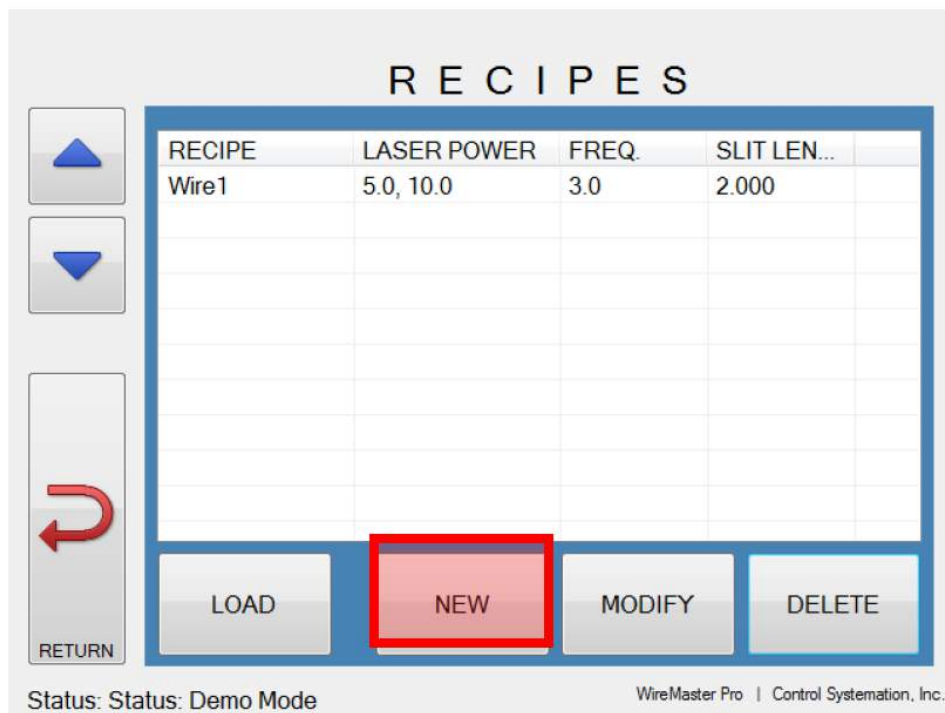 R E C I P E S
RECIPE LASER POWER FREQ. SLIT LEN...
Wire1 5.0, 10.0 3.0 2.000
LOAD NEW MODIFY DELETE
RETURN
Status: Status: Demo Mode WireMaster Pro | Control Systemation, Inc.